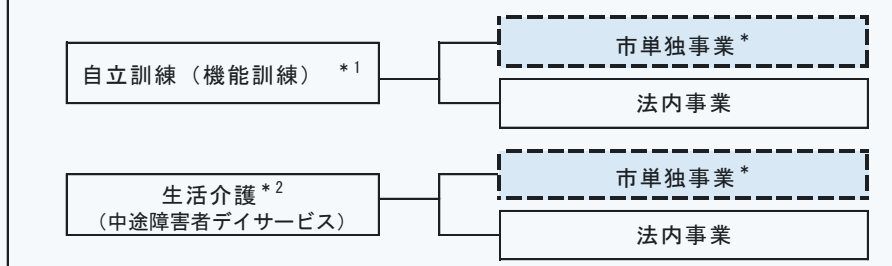 市単独事業*
自立訓練（機能訓練） *1
法内事業
市単独事業*
生活介護*2
（中途障害者デイサービス）
法内事業